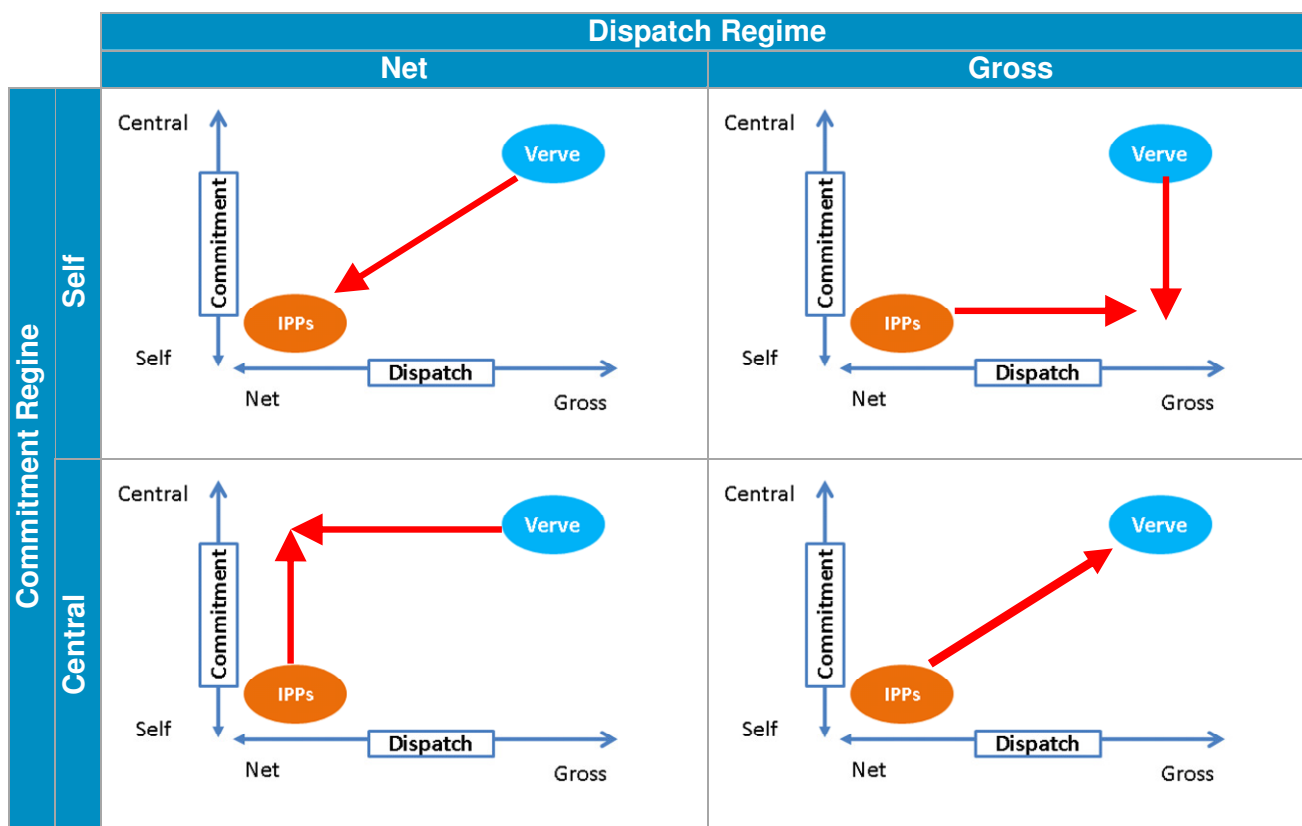 Dispatch Regime
Net
Gross
Commitment Regine
Self
Central
Verve
Commitment
IPPs
Self
Dispatch
Net
Gross
Central
Verve
Commitment
IPPs
Self
Dispatch
Net
Gross
Central
Central
Verve
Commitment
IPPs
Self
Dispatch
Net
Gross
Central
Verve
Commitment
IPPs
Self
Dispatch
Net
Gross